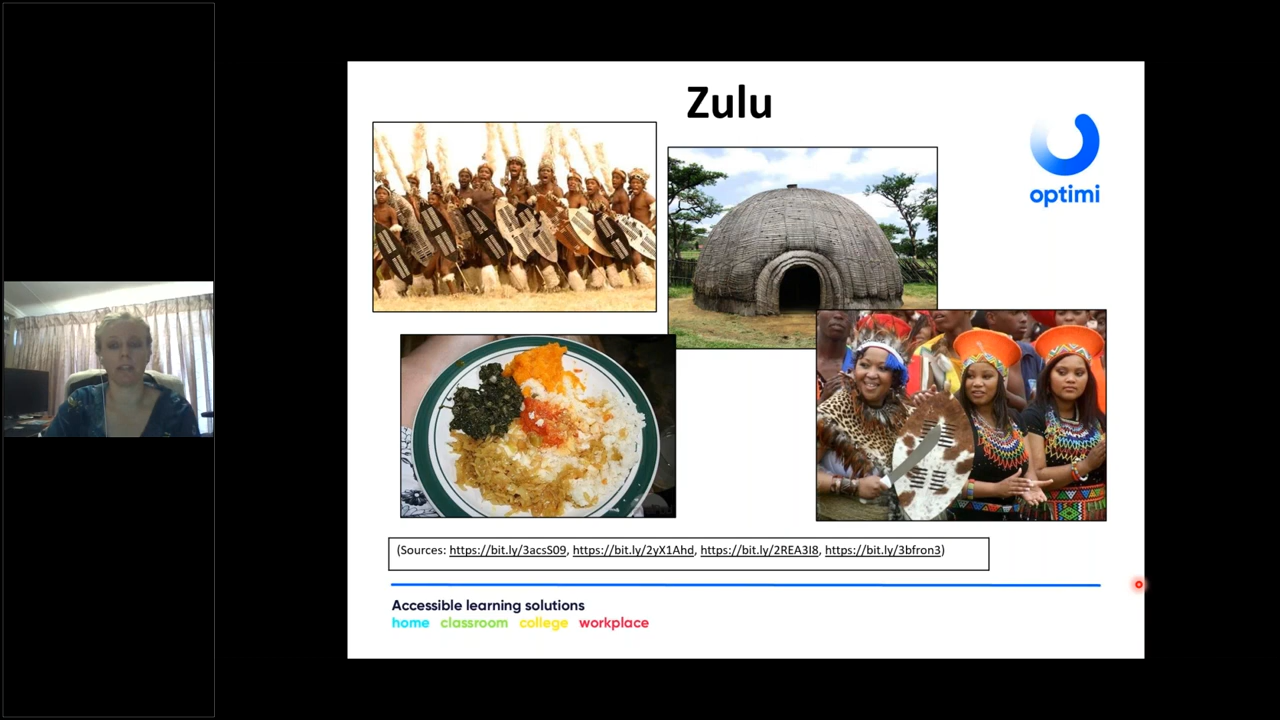 Zulu
optimi
(Sources: https://bit.ly/3acsS09, https://bit.ly/2yX1Ahd, https://bit.ly/2REA3I8, https://bit.ly/3bfron3)
Accessible learning solutions
home classroom college workplace